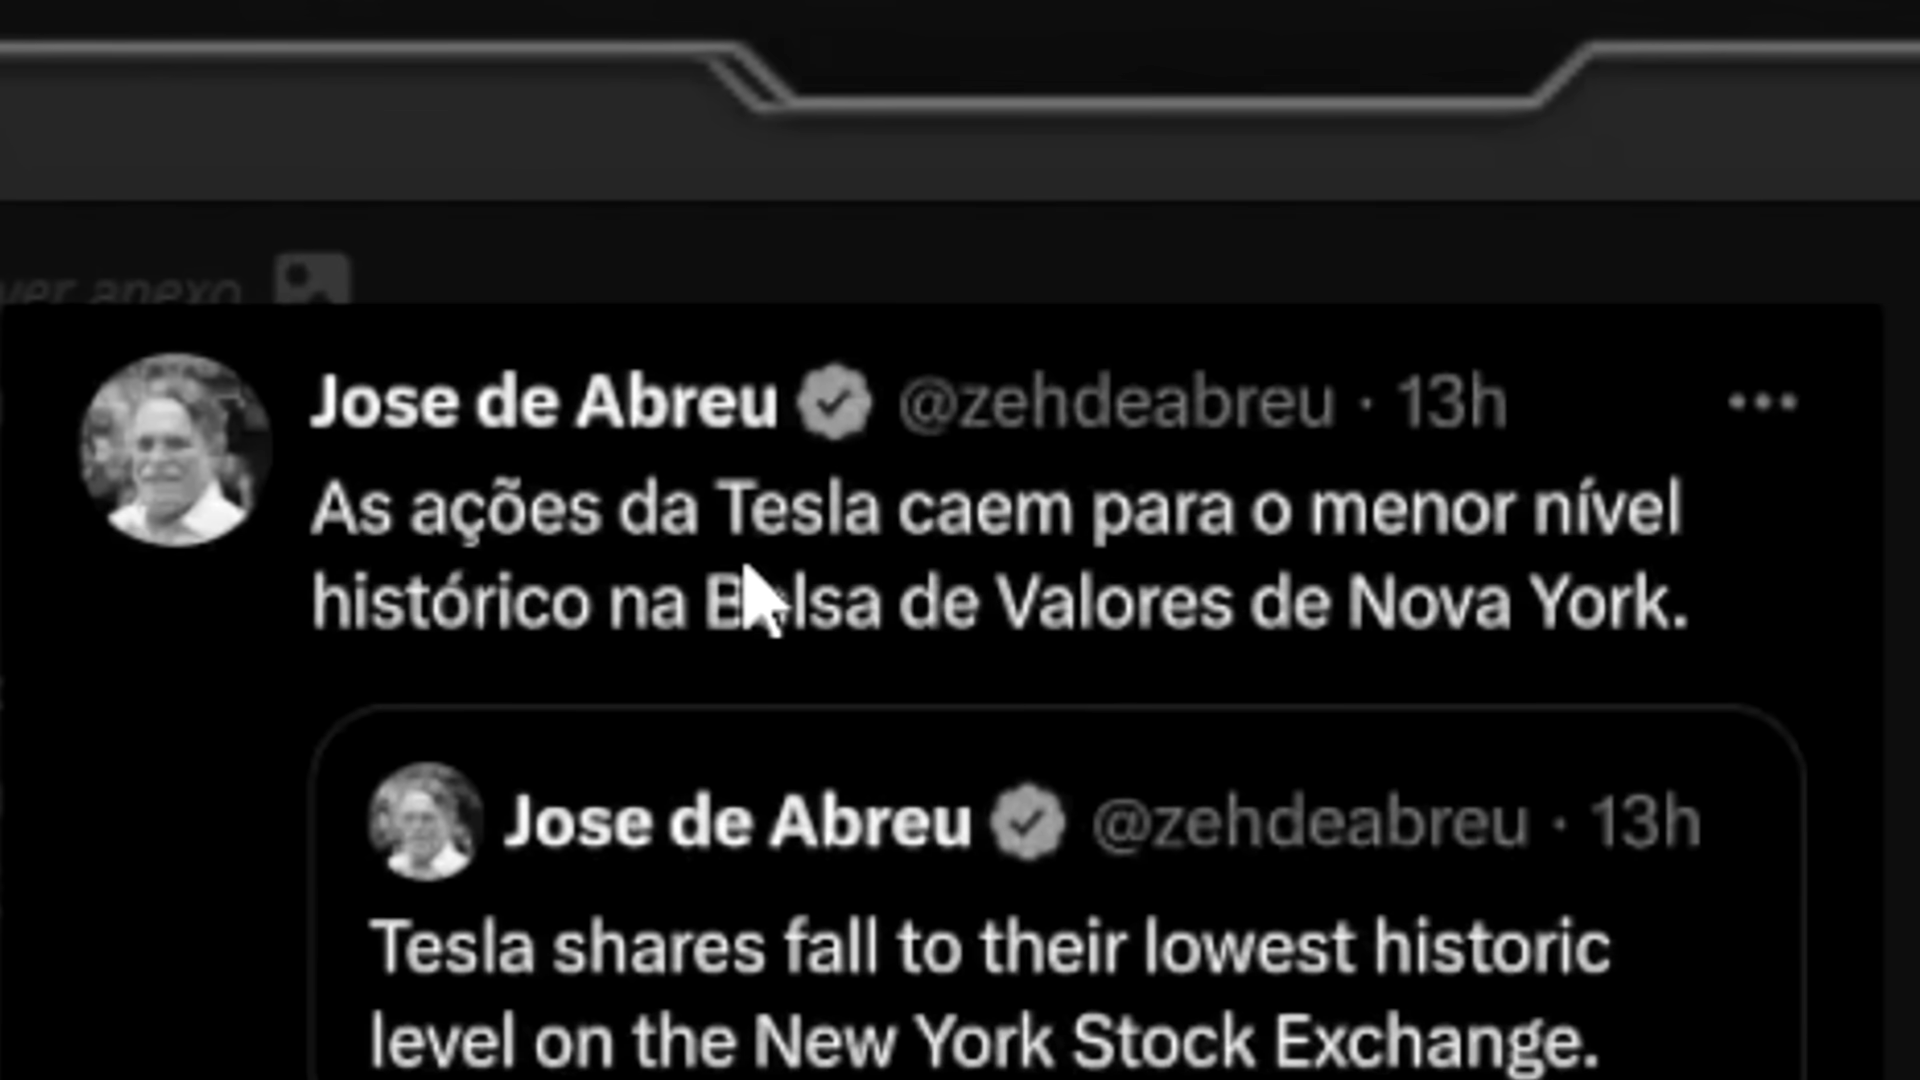 ver anexo
Jose de Abreu @zehdeabreu · 13h
As ações da Tesla caem para o menor nível
histórico na Bolsa de Valores de Nova York.
Jose de Abreu @zehdeabreu · 13h
Tesla shares fall to their lowest historic
level on the New York Stock Exchange.